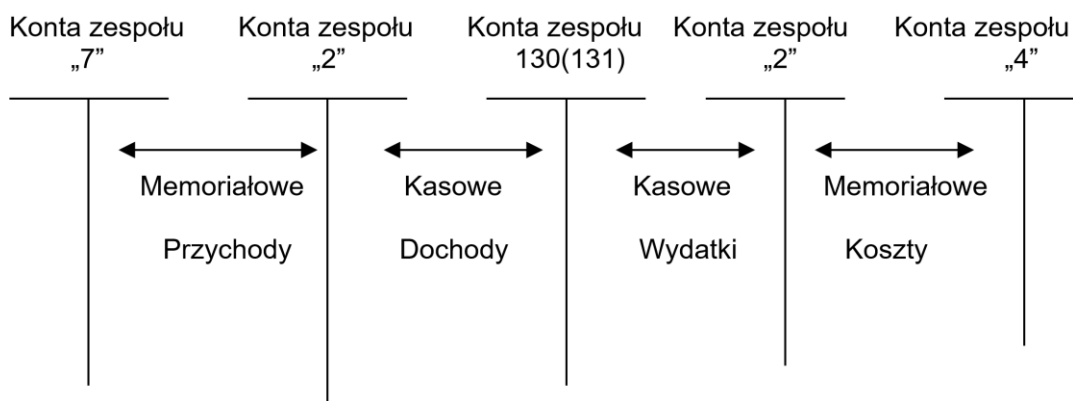 Konta zespołu
„7”
Konta zespołu
„2”
Konta zespołu
130(131)
Konta zespołu
„2”
Konta zespołu
„4”
Memoriałowe
Kasowe
Kasowe
Memoriałowe
Przychody
Dochody
Wydatki
Koszty